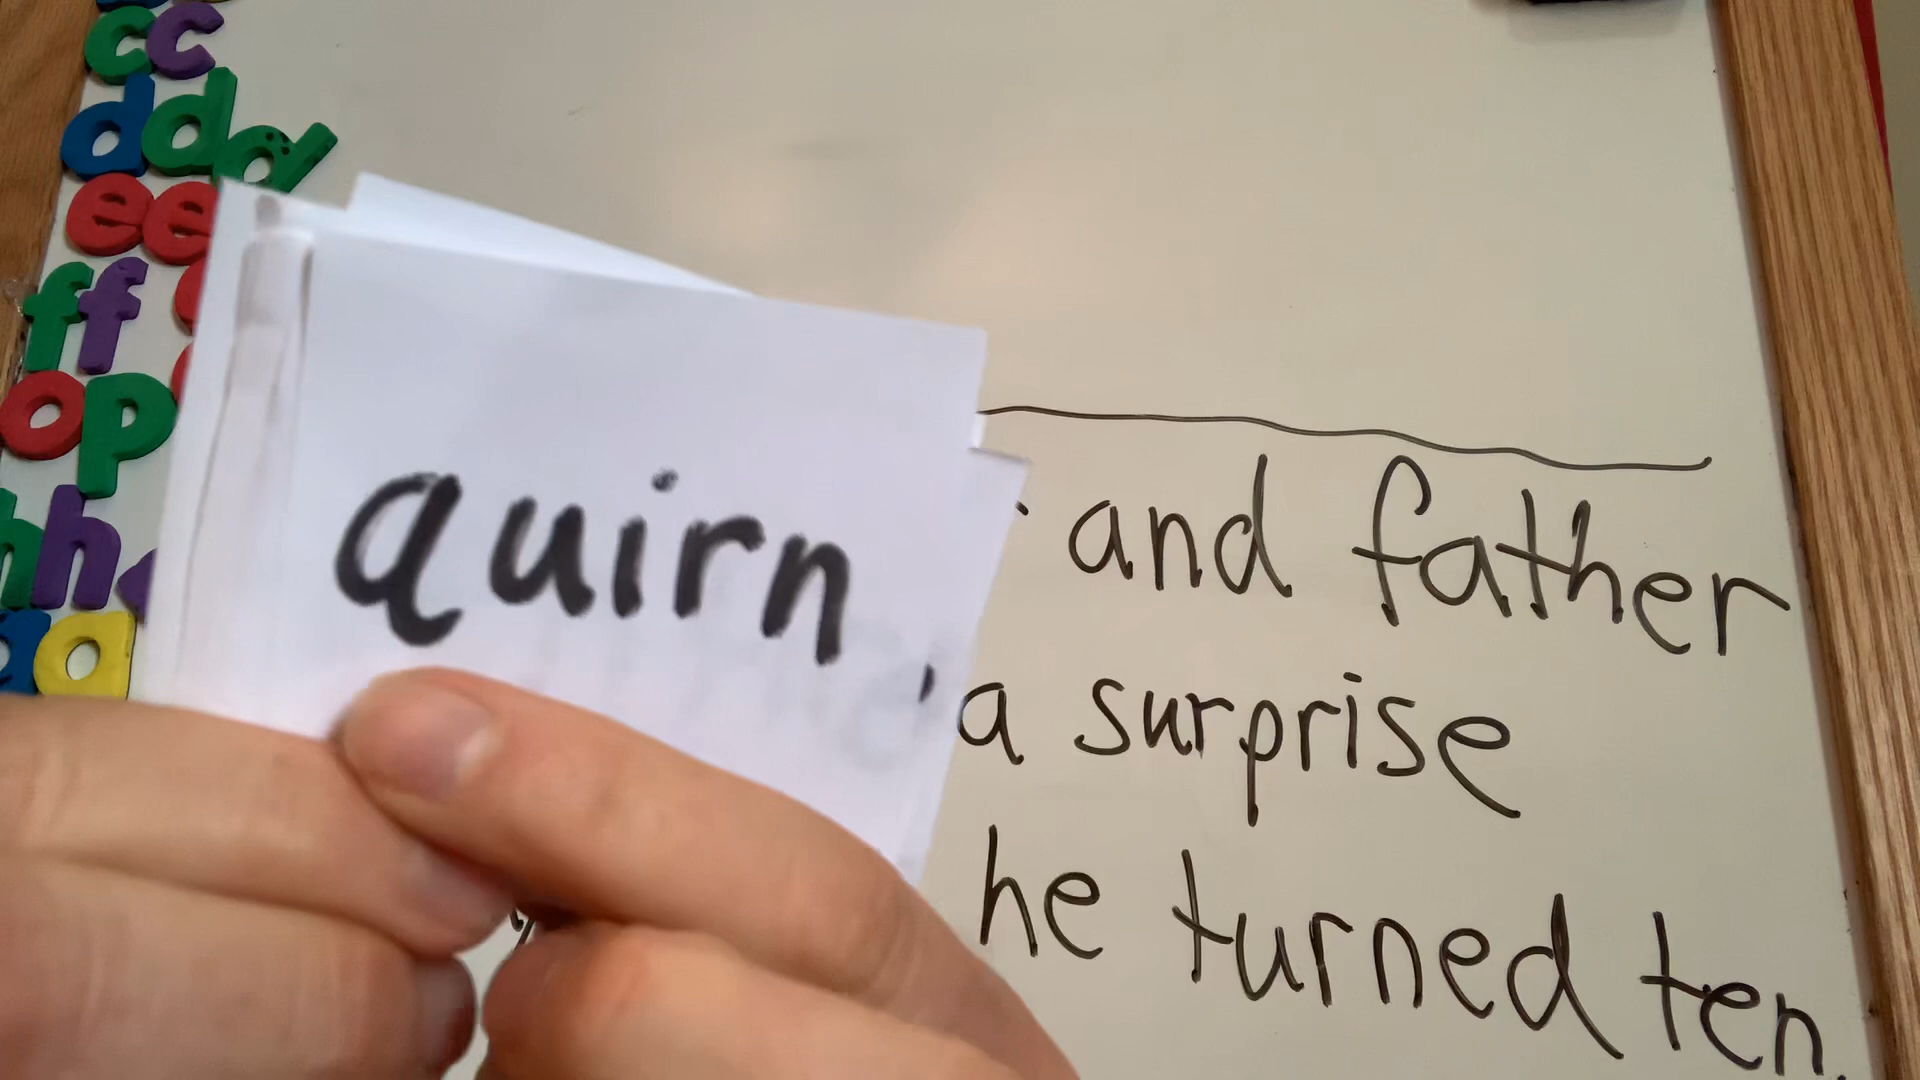 c c
d d d
e e
f f
o p
h h
a
quirn
and father
a surprise
he turned ten.